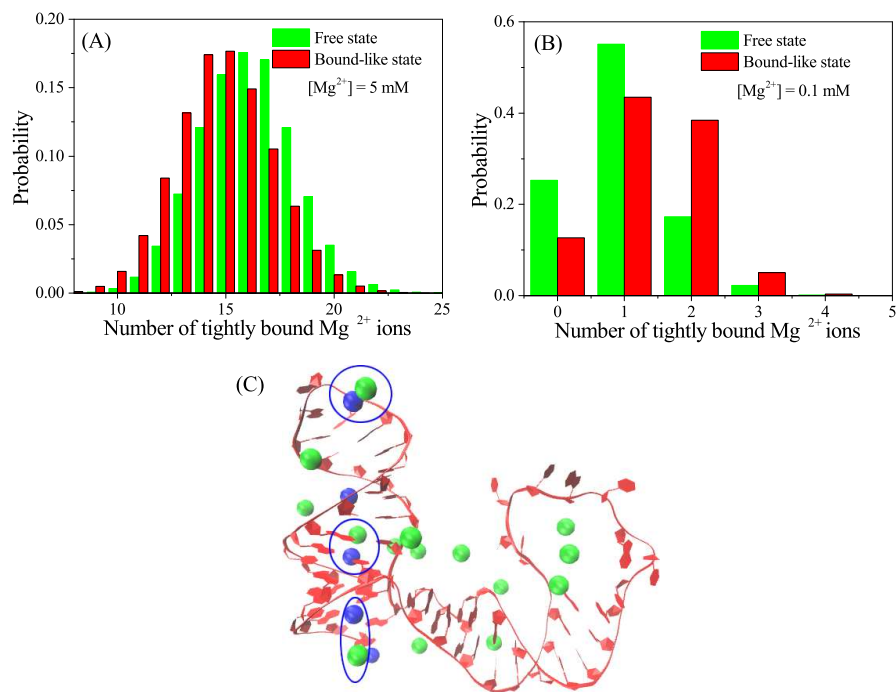 (A)
Free state
Bound-like state
[Mg2+] = 5 mM
Probability
0.20
0.15
0.10
0.05
0.00
10 15 20 25
Number of tightly bound Mg 2+ ions
(B)
Free state
Bound-like state
[Mg2+] = 0.1 mM
Probability
0.6
0.4
0.2
0.0
0 1 2 3 4 5
Number of tightly bound Mg 2+ ions
(C)